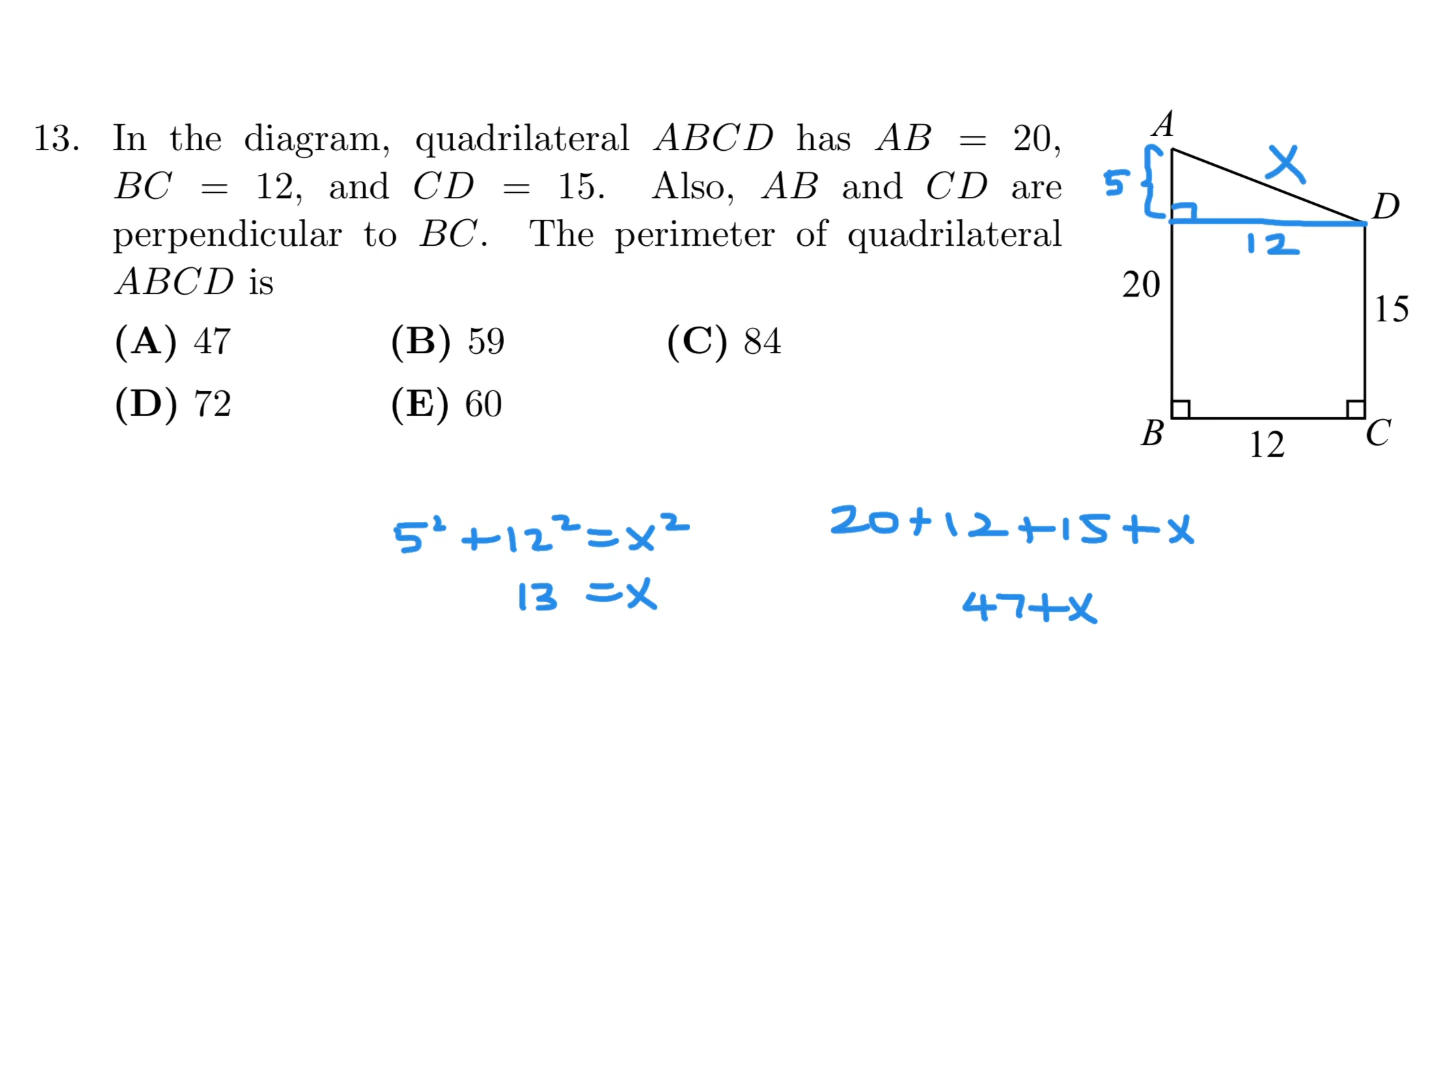 13. In the diagram, quadrilateral ABCD has AB = 20,
BC = 12, and CD = 15. Also, AB and CD are
perpendicular to BC. The perimeter of quadrilateral
ABCD is
(A) 47 (B) 59 (C) 84
(D) 72 (E) 60
A
X
5
D
12
20
15
B
12
C
5² + 12² = x²
13 = x
20 + 12 + 15 + x
47 + x